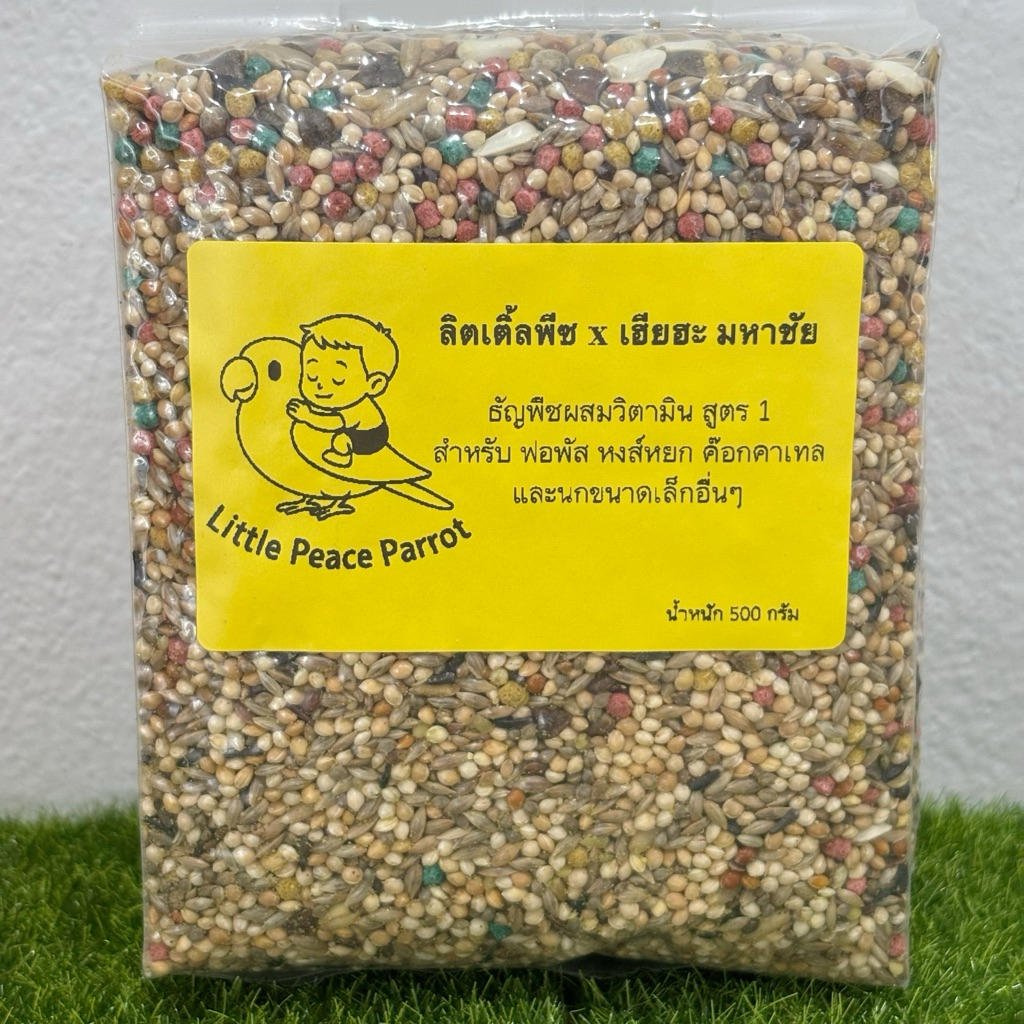 ลิตเติ้ลพีซ x เฮียฮะ มหาชัย
ธัญพืชผสมวิตามิน สูตร 1
สำหรับ ฟอพัส หงส์หยก ค๊อกคาเทล
และนกขนาดเล็กอื่นๆ
Little Peace Parrot
น้ำหนัก 500 กรัม